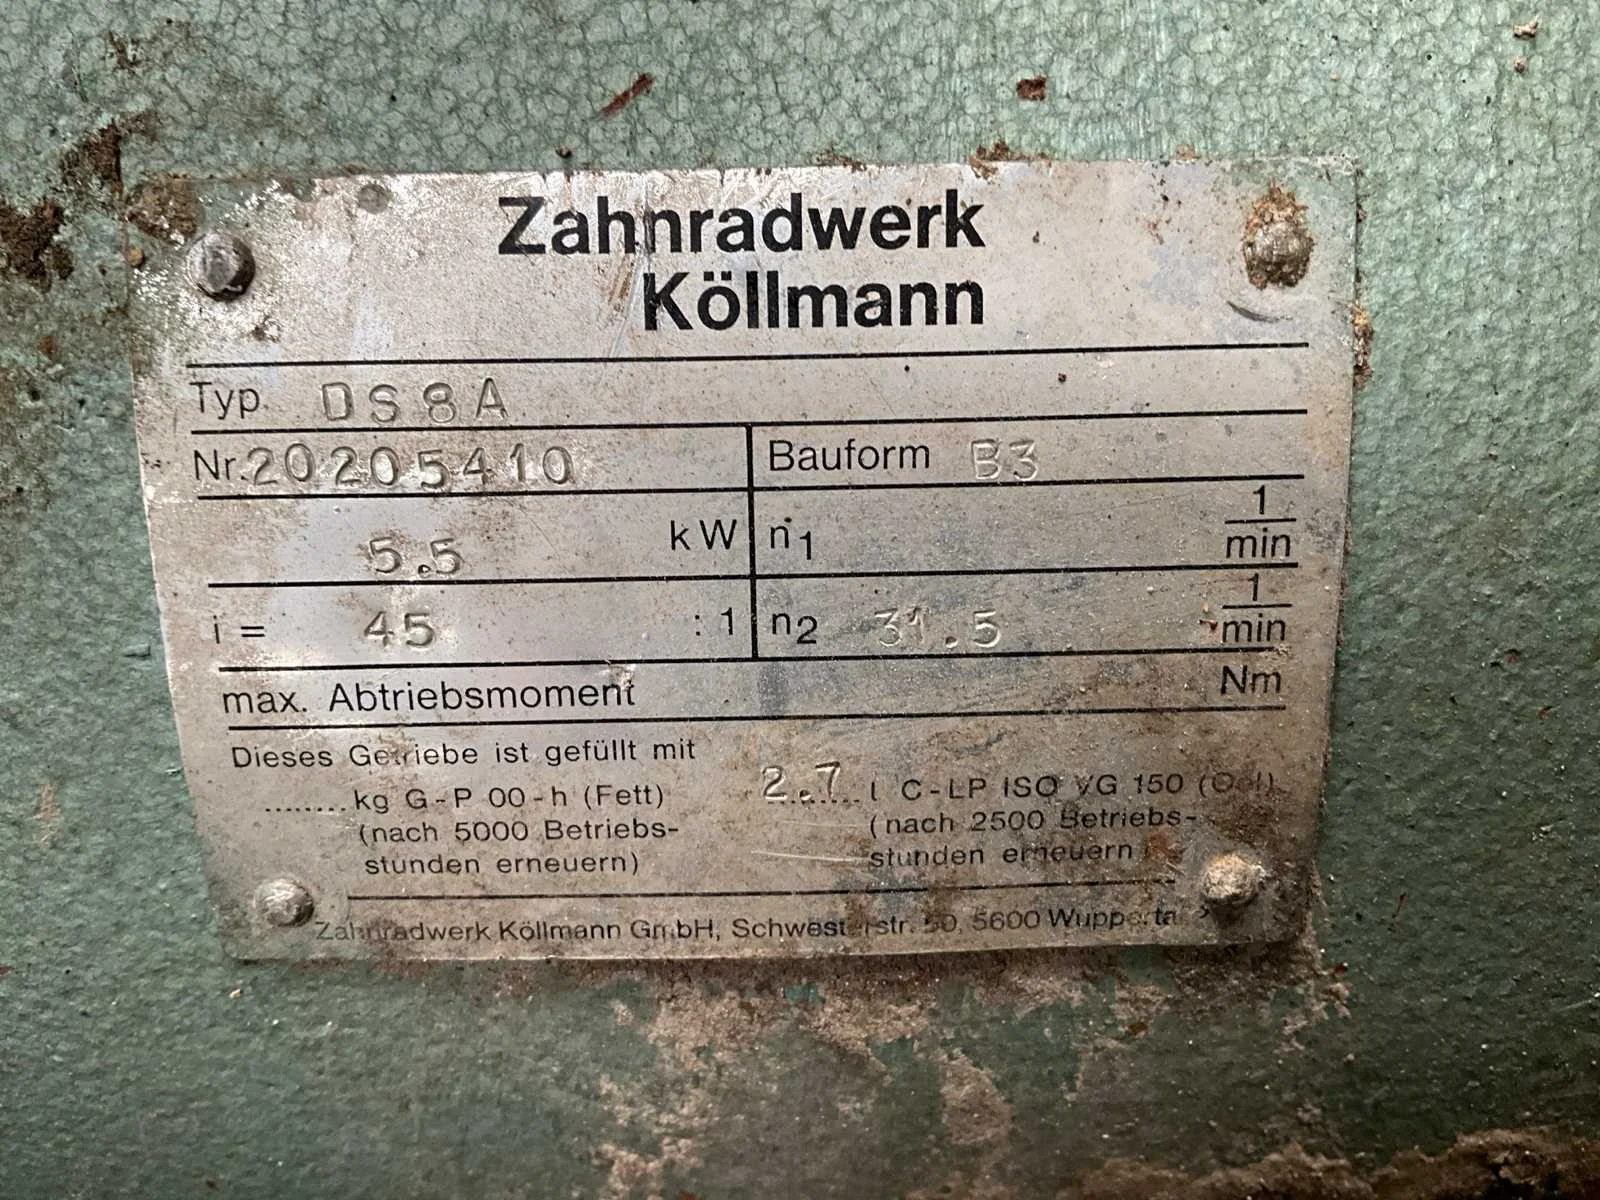 Zahnradwerk
Köllmann
Typ DS8A
Nr. 20205410 Bauform B3
5.5 kW n1 1/min
i = 45 :1 n2 31.5 1/min
max. Abtriebsmoment Nm
Dieses Getriebe ist gefüllt mit
........kg G-P 00-h (Fett) 2.7 l C-LP ISO VG 150 (Oel)
(nach 5000 Betriebs- (nach 2500 Betriebs-
stunden erneuern) stunden erneuern)
Zahnradwerk Köllmann GmbH, Schwesterstr. 50, 5600 Wuppertal